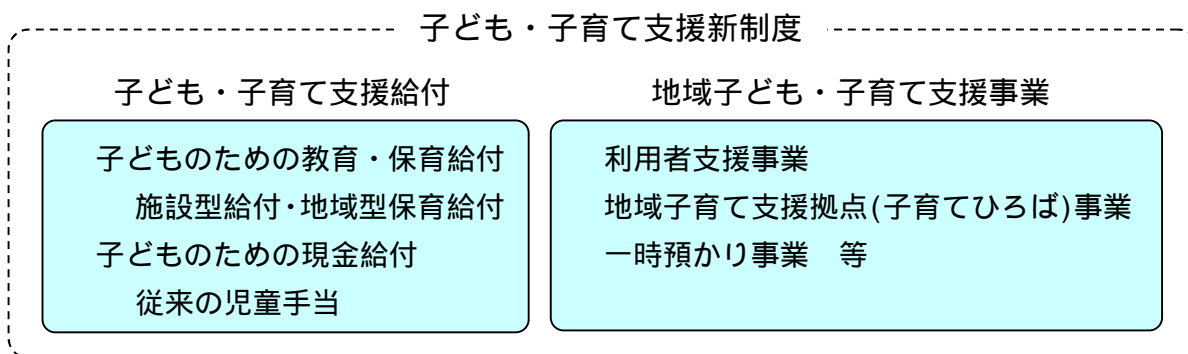 子ども・子育て支援新制度
子ども・子育て支援給付
子どものための教育・保育給付
施設型給付・地域型保育給付
子どものための現金給付
従来の児童手当
地域子ども・子育て支援事業
利用者支援事業
地域子育て支援拠点(子育てひろば)事業
一時預かり事業　等